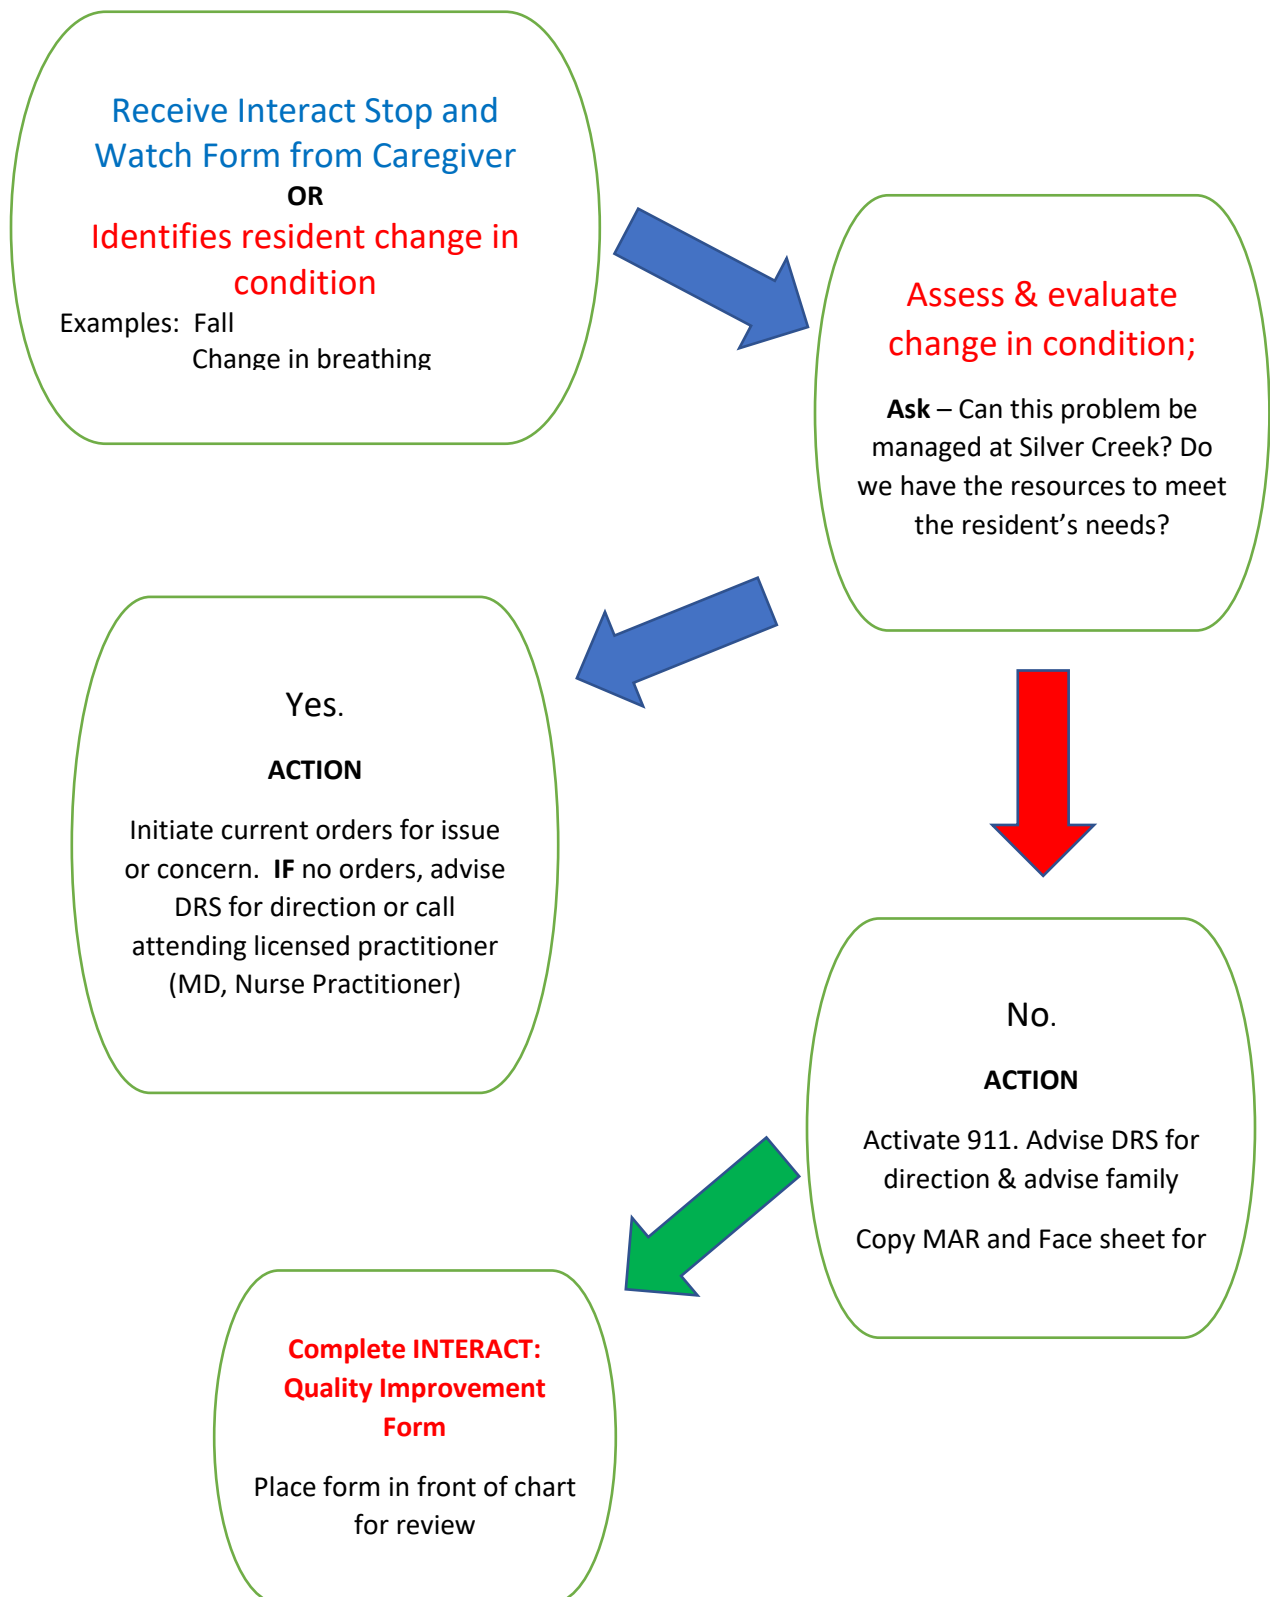 Receive Interact Stop and
Watch Form from Caregiver
OR
Identifies resident change in
condition
Examples: Fall
Change in breathing
Assess & evaluate
change in condition;
Ask – Can this problem be
managed at Silver Creek? Do
we have the resources to meet
the resident’s needs?
Yes.
ACTION
Initiate current orders for issue
or concern. IF no orders, advise
DRS for direction or call
attending licensed practitioner
(MD, Nurse Practitioner)
No.
ACTION
Activate 911. Advise DRS for
direction & advise family
Copy MAR and Face sheet for
Complete INTERACT:
Quality Improvement
Form
Place form in front of chart
for review